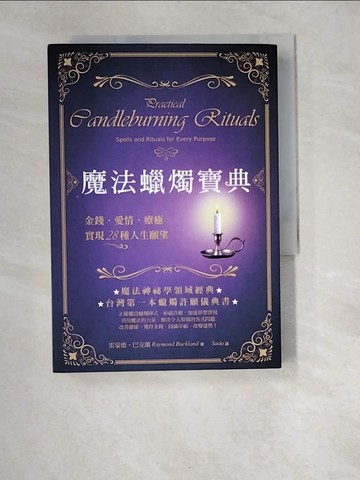 Practical
Candleburning Rituals
Spells and Rituals for Every Purpose
魔法蠟燭寶典
金錢、愛情、療癒
實現28種人生願望
★魔法神祕學領域經典★
★台灣第一本蠟燭許願儀典書★
雷蒙德・巴克蘭 Raymond Buckland 著 Sada 譯